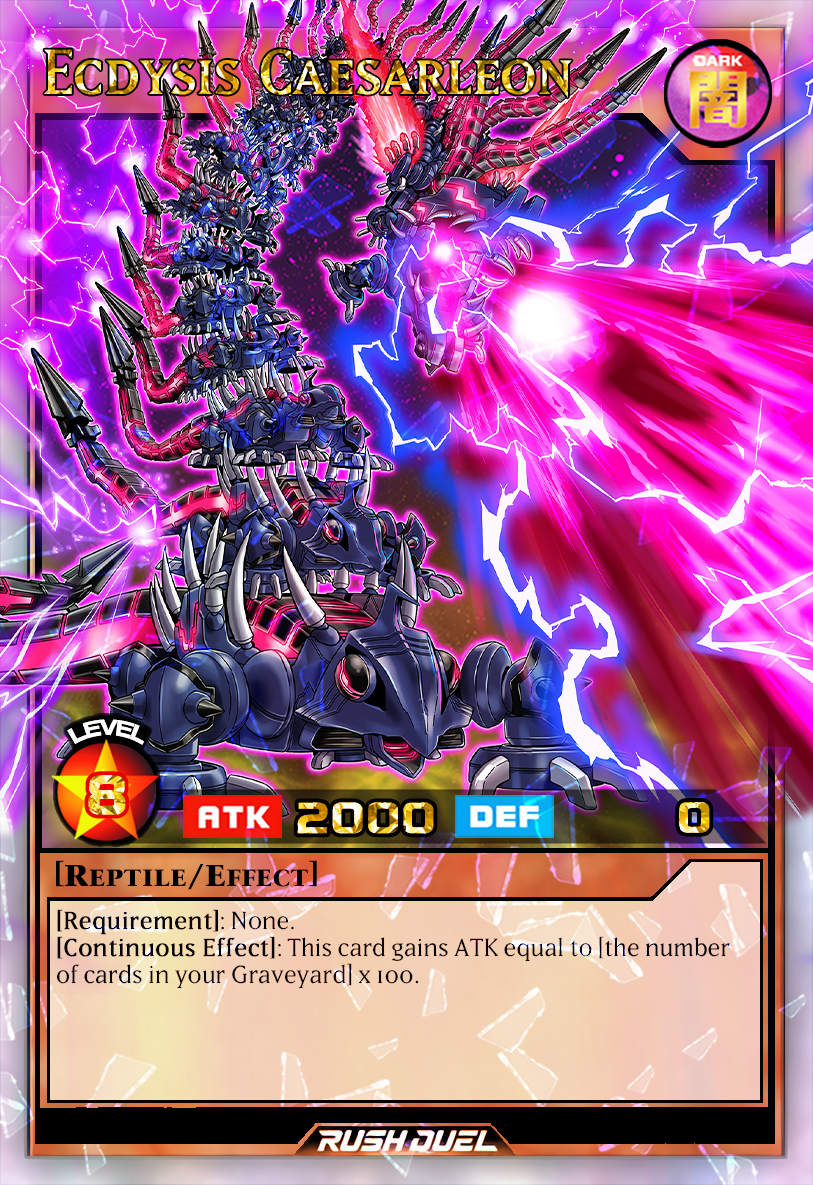 Ecdysis Caesarleon
DARK
闇
LEVEL
8
ATK 2000 DEF 0
[Reptile/Effect]
[Requirement]: None.
[Continuous Effect]: This card gains ATK equal to [the number
of cards in your Graveyard] x 100.
RUSH DUEL